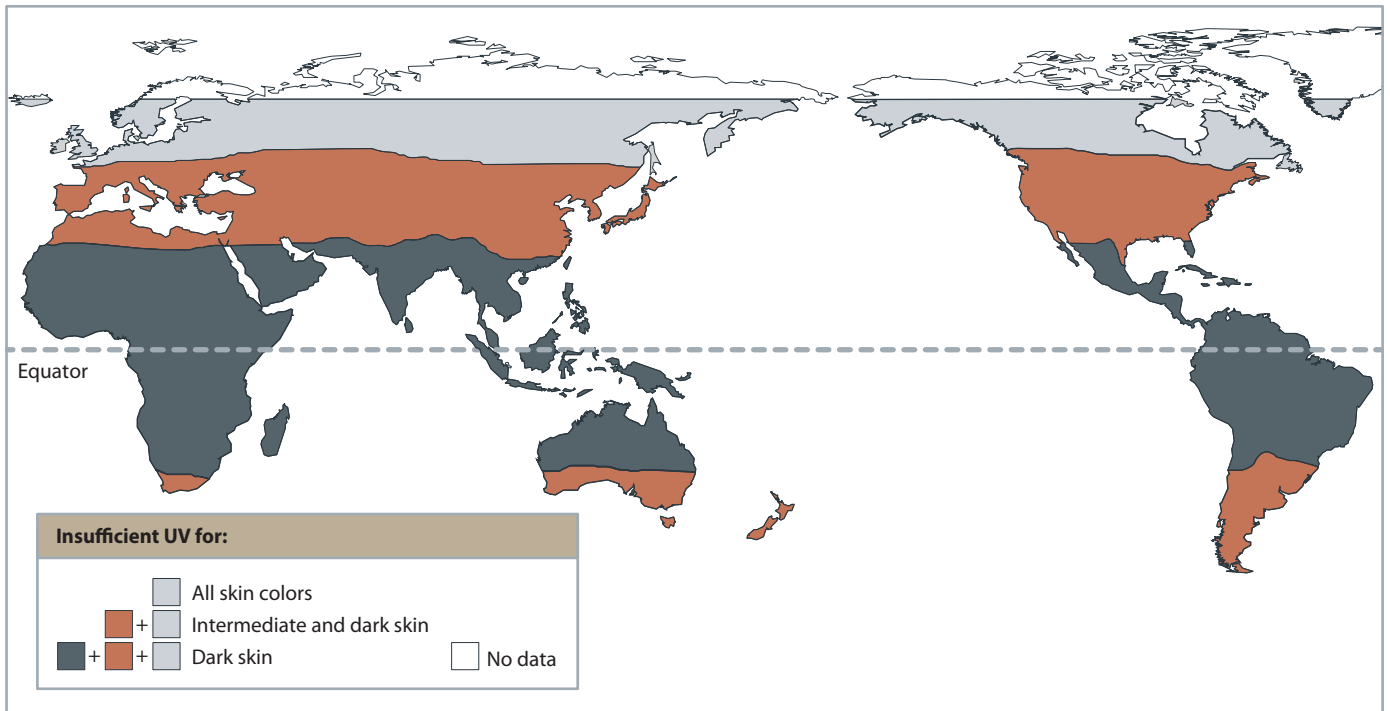 Equator
Insufficient UV for:
All skin colors
+ Intermediate and dark skin
+ + Dark skin No data